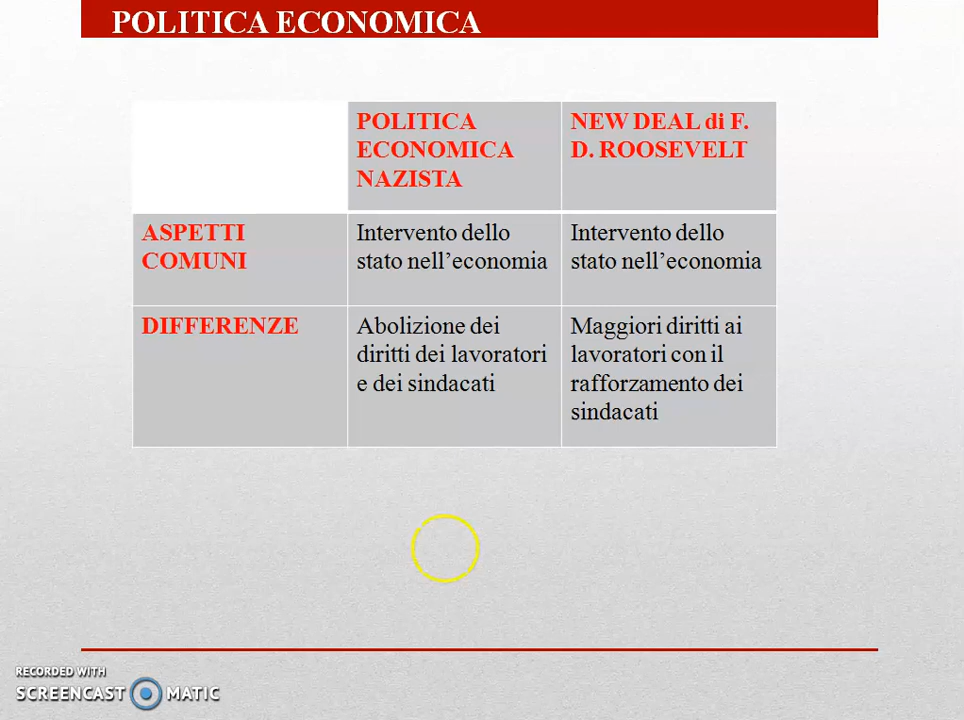 POLITICA ECONOMICA
POLITICA
ECONOMICA
NAZISTA
NEW DEAL di F.
D. ROOSEVELT
ASPETTI
COMUNI
Intervento dello
stato nell’economia
Intervento dello
stato nell’economia
DIFFERENZE
Abolizione dei
diritti dei lavoratori
e dei sindacati
Maggiori diritti ai
lavoratori con il
rafforzamento dei
sindacati
RECORDED WITH
SCREENCAST MATIC